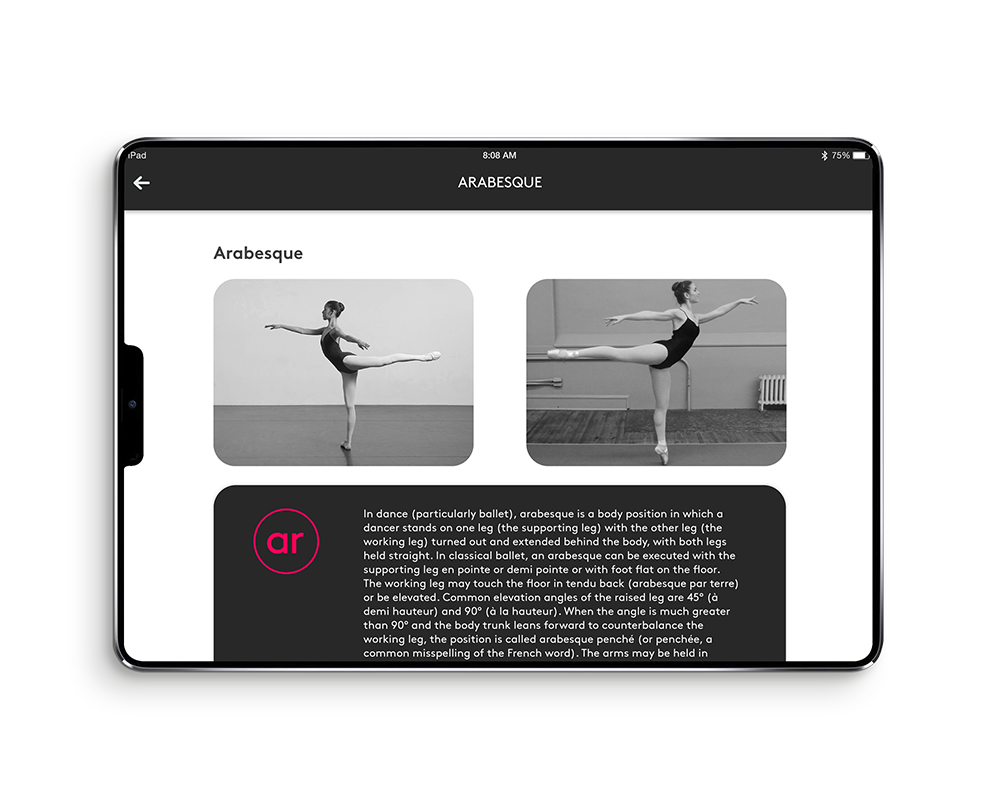 iPad
8:08 AM
75%
ARABESQUE
Arabesque
ar
In dance (particularly ballet), arabesque is a body position in which a
dancer stands on one leg (the supporting leg) with the other leg (the
working leg) turned out and extended behind the body, with both legs
held straight. In classical ballet, an arabesque can be executed with the
supporting leg en pointe or demi pointe or with foot flat on the floor.
The working leg may touch the floor in tendu back (arabesque par terre)
or be elevated. Common elevation angles of the raised leg are 45° (à
demi hauteur) and 90° (à la hauteur). When the angle is much greater
than 90° and the body trunk leans forward to counterbalance the
working leg, the position is called arabesque penché (or penchée, a
common misspelling of the French word). The arms may be held in